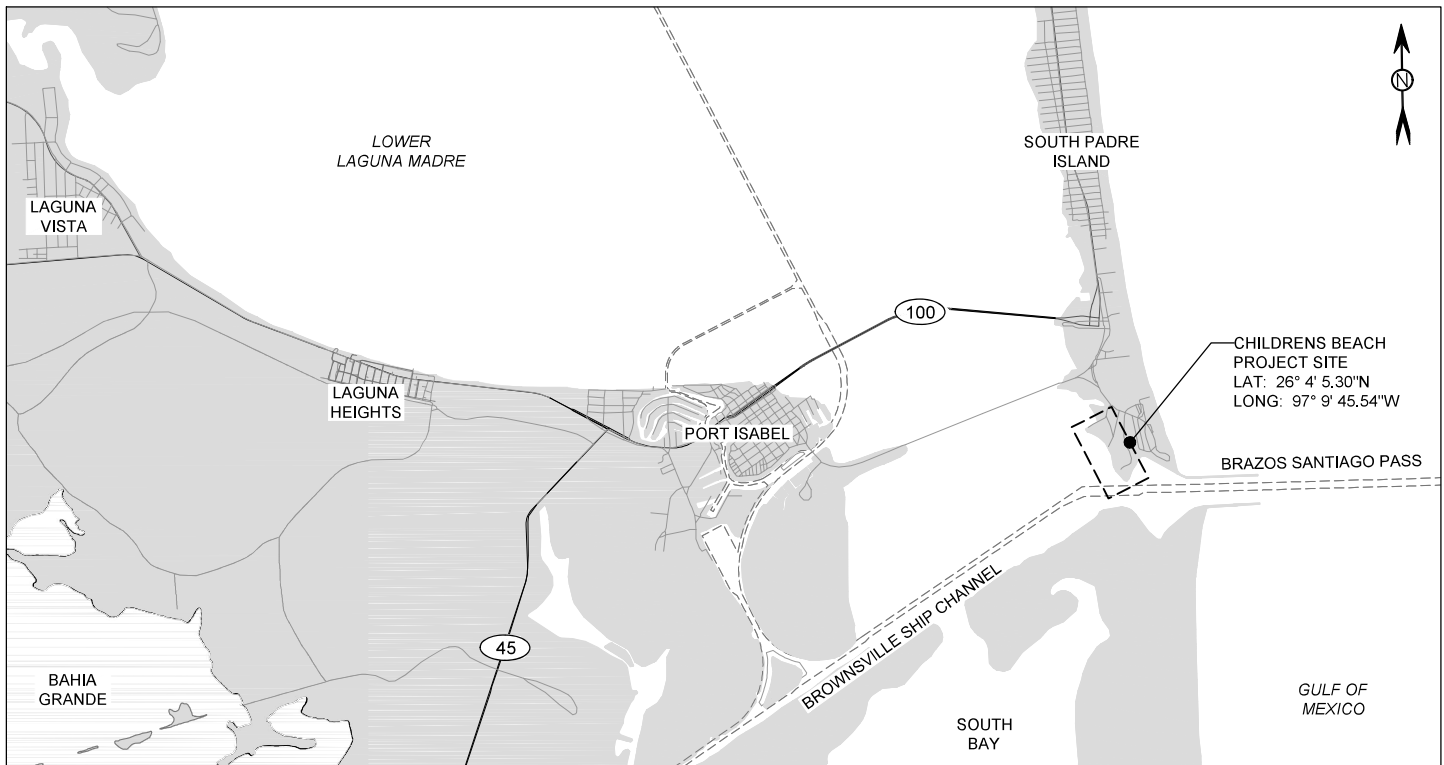 N
LOWER
LAGUNA MADRE
SOUTH PADRE
ISLAND
LAGUNA
VISTA
100
CHILDRENS BEACH
PROJECT SITE
LAT: 26° 4' 5.30"N
LONG: 97° 9' 45.54"W
LAGUNA
HEIGHTS
PORT ISABEL
BRAZOS SANTIAGO PASS
BROWNSVILLE SHIP CHANNEL
45
BAHIA
GRANDE
SOUTH
BAY
GULF OF
MEXICO